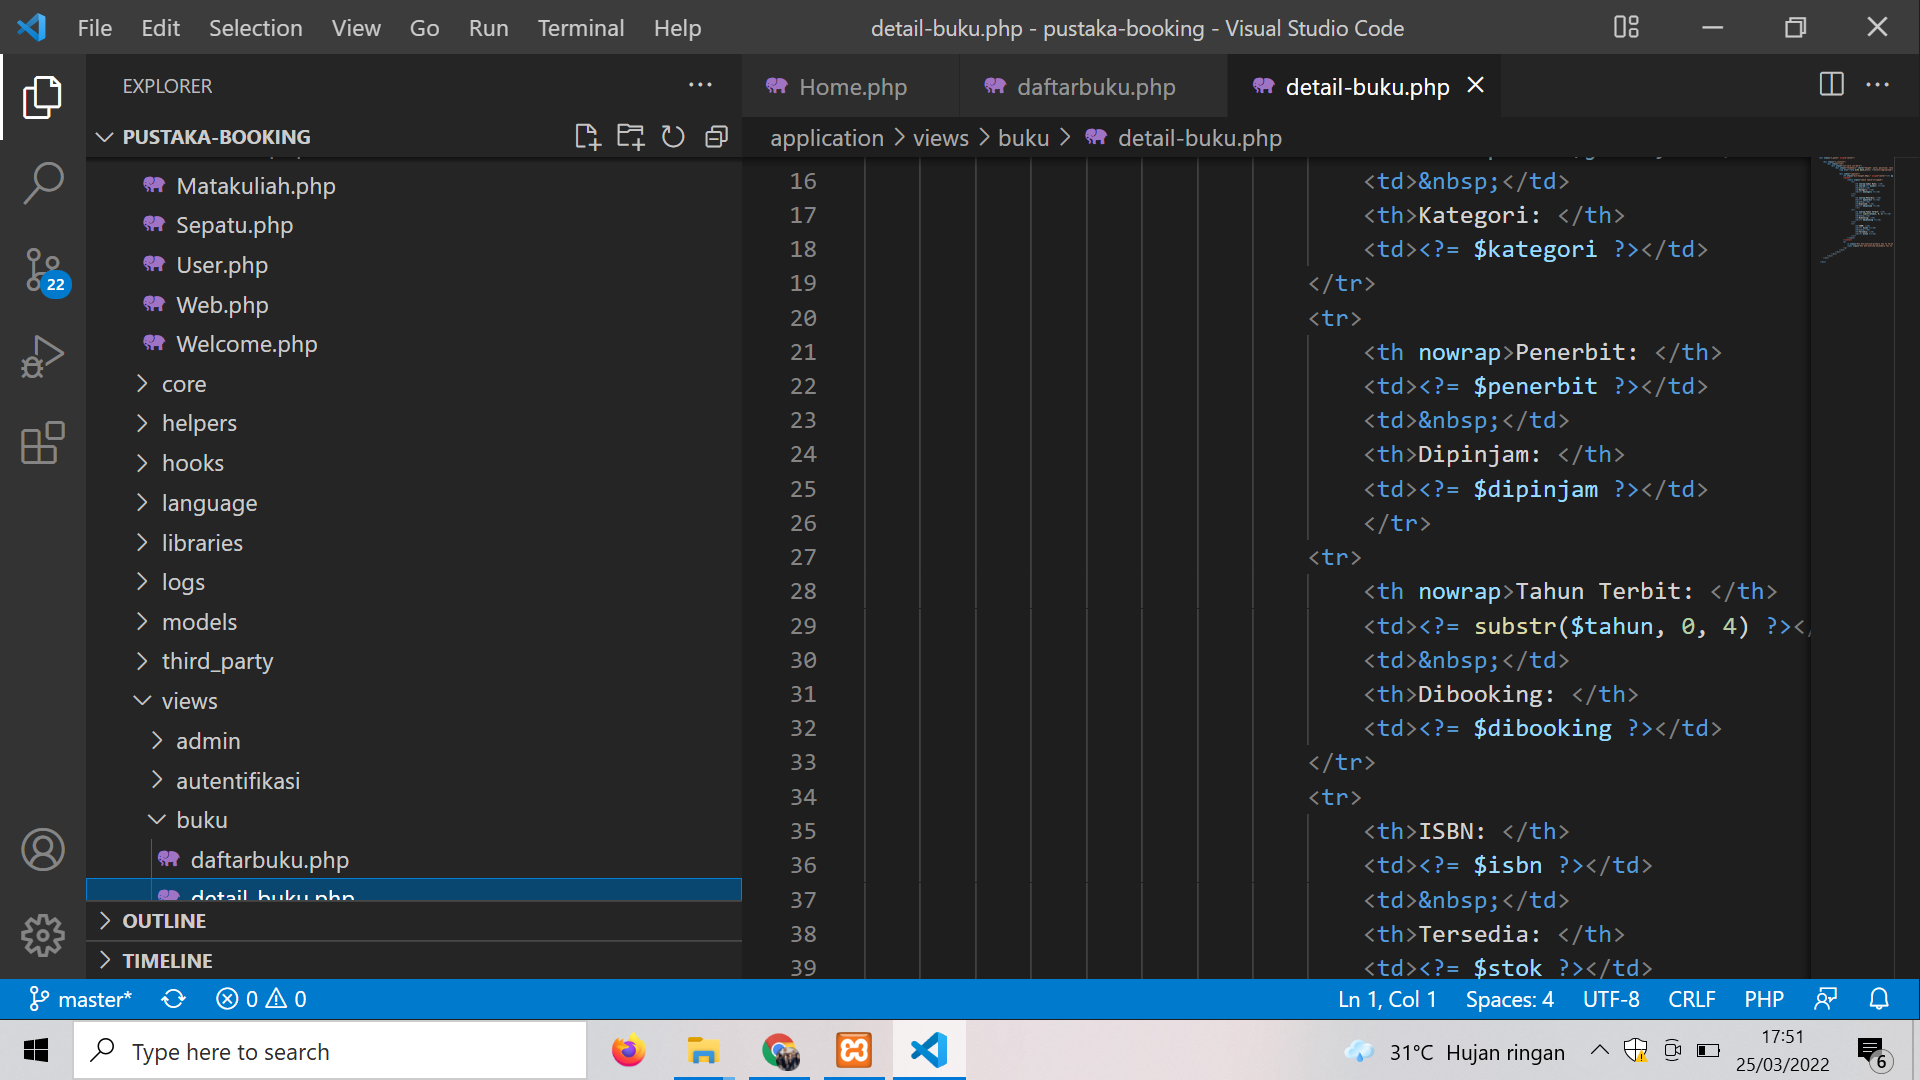 File Edit Selection View Go Run Terminal Help
detail-buku.php - pustaka-booking - Visual Studio Code
EXPLORER
PUSTAKA-BOOKING
Matakuliah.php
Sepatu.php
User.php
Web.php
Welcome.php
core
helpers
hooks
language
libraries
logs
models
third_party
views
admin
autentifikasi
buku
daftarbuku.php
detail-buku.php
OUTLINE
TIMELINE
22
Home.php
daftarbuku.php
detail-buku.php
application > views > buku > detail-buku.php
16 <td>&nbsp;</td>
17 <th>Kategori: </th>
18 <td><?= $kategori ?></td>
19 </tr>
20 <tr>
21 <th nowrap>Penerbit: </th>
22 <td><?= $penerbit ?></td>
23 <td>&nbsp;</td>
24 <th>Dipinjam: </th>
25 <td><?= $dipinjam ?></td>
26 </tr>
27 <tr>
28 <th nowrap>Tahun Terbit: </th>
29 <td><?= substr($tahun, 0, 4) ?><
30 <td>&nbsp;</td>
31 <th>Dibooking: </th>
32 <td><?= $dibooking ?></td>
33 </tr>
34 <tr>
35 <th>ISBN: </th>
36 <td><?= $isbn ?></td>
37 <td>&nbsp;</td>
38 <th>Tersedia: </th>
39 <td><?= $stok ?></td>
master* 0 0
Ln 1, Col 1 Spaces: 4 UTF-8 CRLF PHP
Type here to search
31°C Hujan ringan
17:51
25/03/2022
6